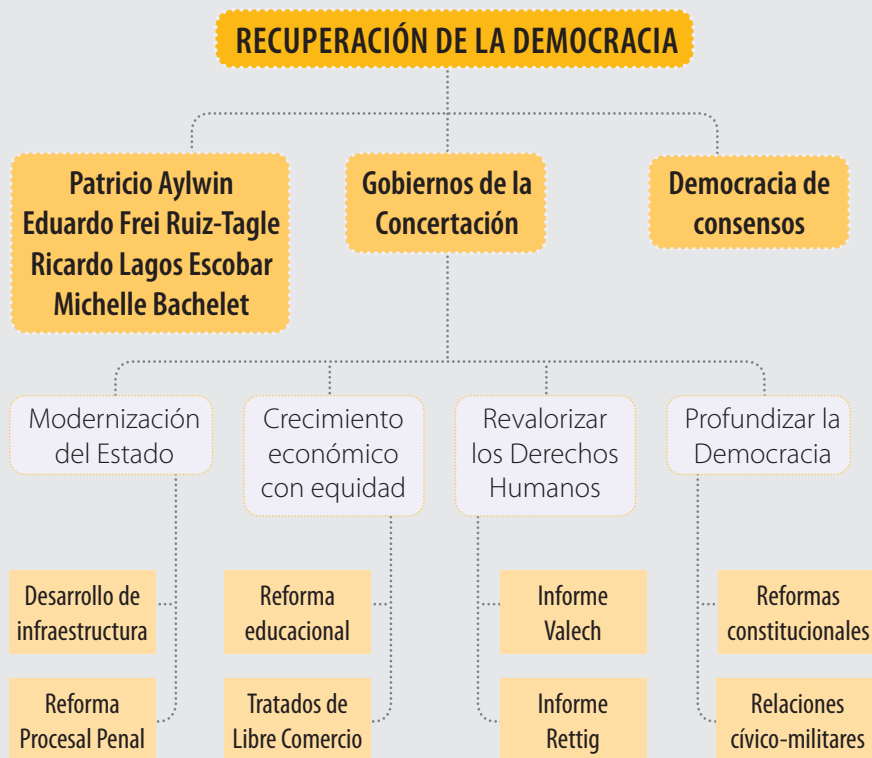 RECUPERACIÓN DE LA DEMOCRACIA
Patricio Aylwin
Eduardo Frei Ruiz-Tagle
Ricardo Lagos Escobar
Michelle Bachelet
Gobiernos de la
Concertación
Democracia de
consensos
Modernización
del Estado
Crecimiento
económico
con equidad
Revalorizar
los Derechos
Humanos
Profundizar la
Democracia
Desarrollo de
infraestructura
Reforma
educacional
Informe
Valech
Reformas
constitucionales
Reforma
Procesal Penal
Tratados de
Libre Comercio
Informe
Rettig
Relaciones
cívico-militares